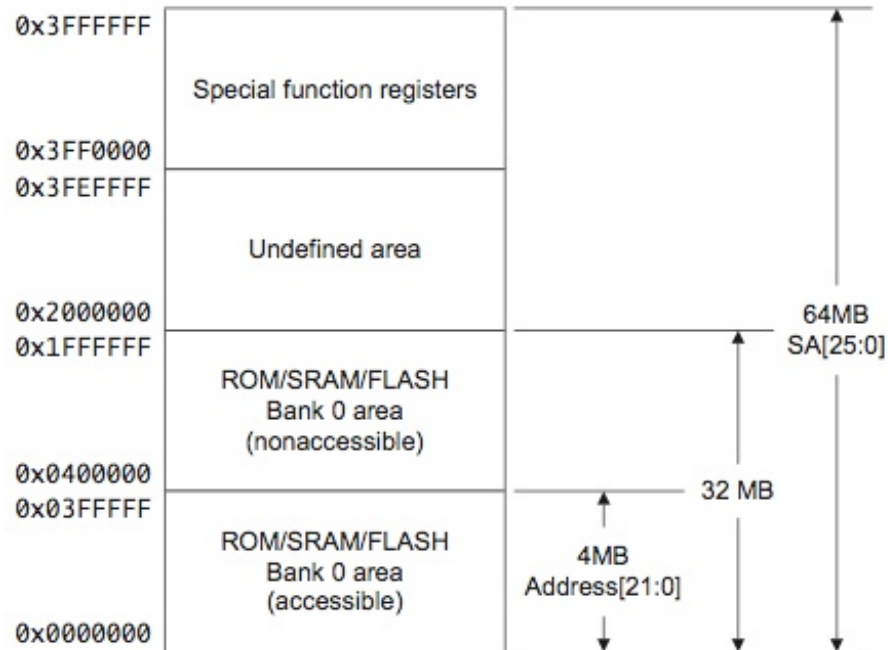 0x3FFFFFF
Special function registers
0x3FF0000
0x3FEFFFF
Undefined area
0x2000000
0x1FFFFFF
ROM/SRAM/FLASH
Bank 0 area
(nonaccessible)
0x0400000
0x03FFFFF
ROM/SRAM/FLASH
Bank 0 area
(accessible)
0x0000000
4MB
Address[21:0]
32 MB
64MB
SA[25:0]